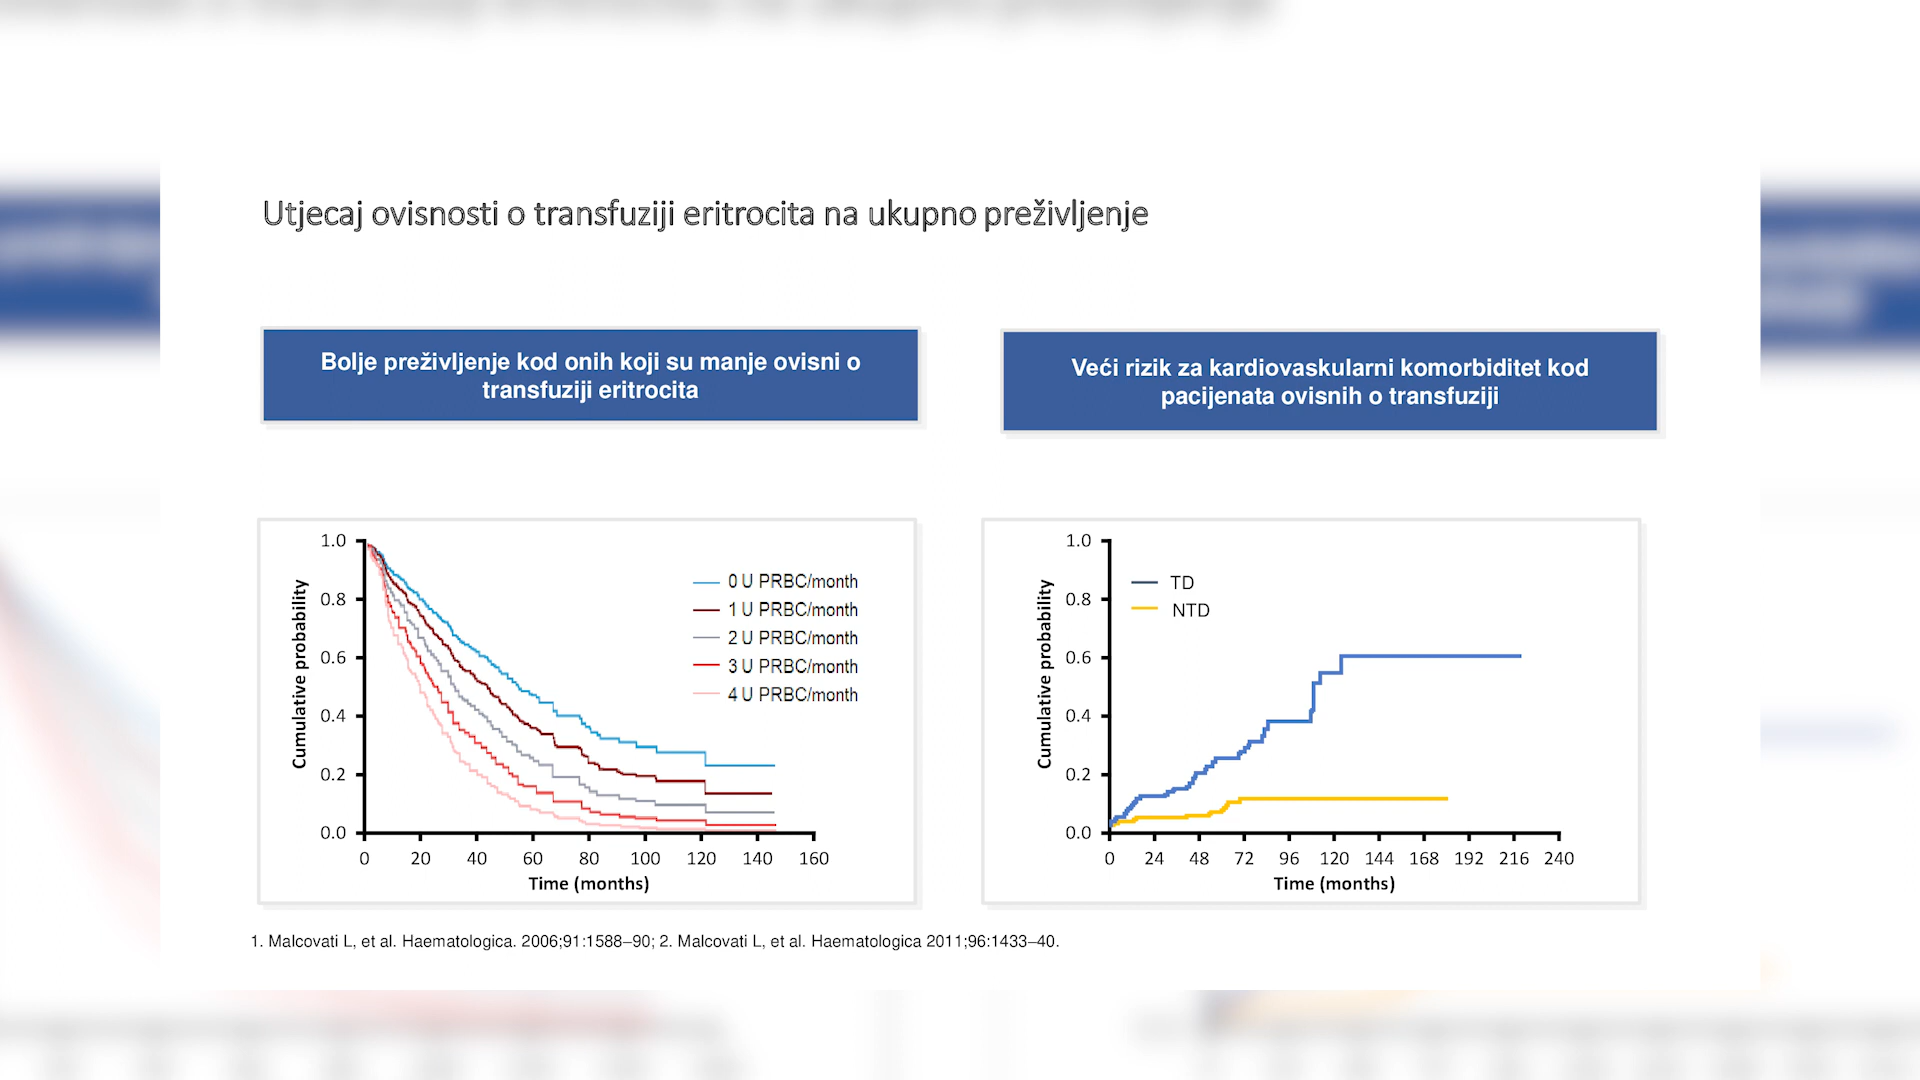 Utjecaj ovisnosti o transfuziji eritrocita na ukupno preživljenje
Bolje preživljenje kod onih koji su manje ovisni o
transfuziji eritrocita
Veći rizik za kardiovaskularni komorbiditet kod
pacijenata ovisnih o transfuziji
Cumulative probability
1.0
0.8
0.6
0.4
0.2
0.0
0 U PRBC/month
1 U PRBC/month
2 U PRBC/month
3 U PRBC/month
4 U PRBC/month
0 20 40 60 80 100 120 140 160
Time (months)
Cumulative probability
1.0
0.8
0.6
0.4
0.2
0.0
TD
NTD
0 24 48 72 96 120 144 168 192 216 240
Time (months)
1. Malcovati L, et al. Haematologica. 2006;91:1588–90; 2. Malcovati L, et al. Haematologica 2011;96:1433–40.